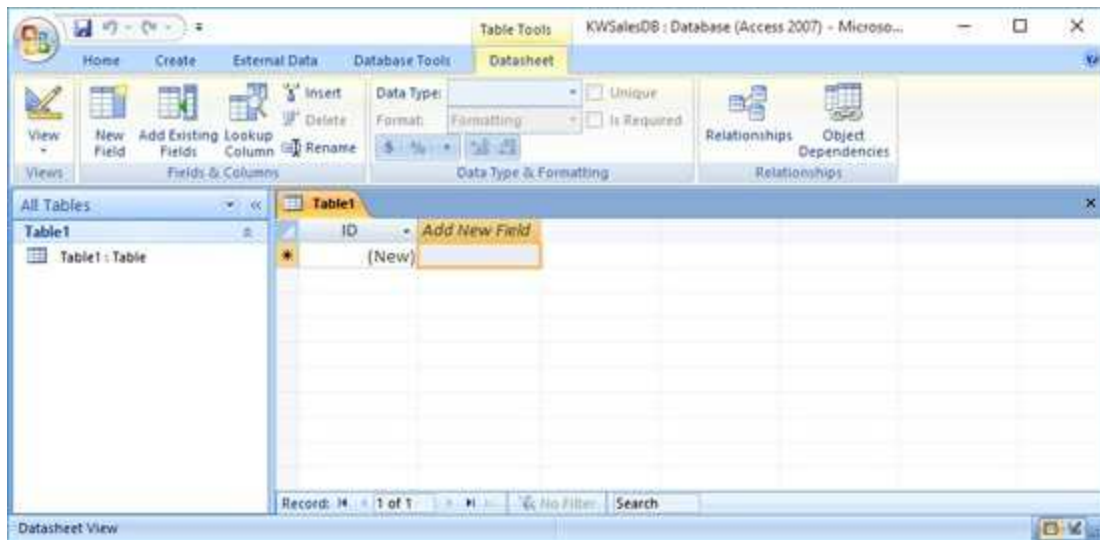 Table Tools KWSalesDB : Database (Access 2007) - Microso...
Home Create External Data Database Tools Datasheet
View
New Field
Add Existing Fields
Lookup Column
Insert
Delete
Rename
Data Type:
Format: Formatting
$ %
Unique
Is Required
Relationships
Object Dependencies
Views Fields & Columns Data Type & Formatting Relationships
All Tables
Table1
Table1 : Table
Table1
ID Add New Field
(New)
Record: 1 of 1 No Filter Search
Datasheet View